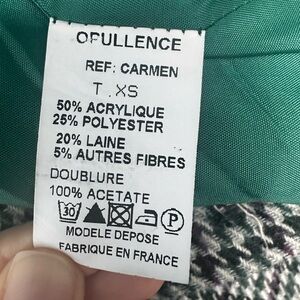 OPULLENCE
REF: CARMEN
T . XS
50% ACRYLIQUE
25% POLYESTER
20% LAINE
5% AUTRES FIBRES
DOUBLURE
100% ACETATE
30 P
MODELE DEPOSE
FABRIQUE EN FRANCE